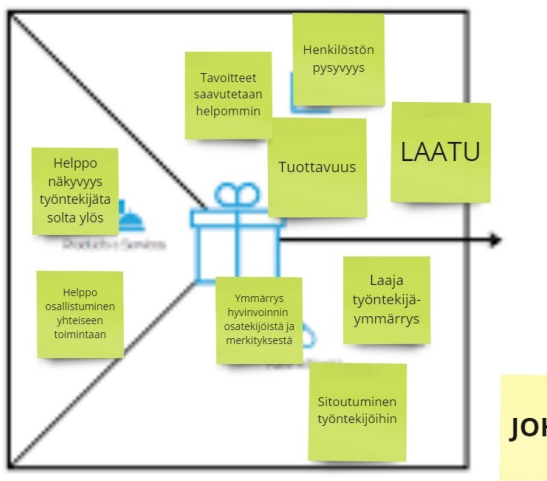 Henkilöstön
pysyvyys
Tavoitteet
saavutetaan
helpommin
LAATU
Tuottavuus
Helppo
näkyvyys
työntekijäta
solta ylös
Products & Services
Helppo
osallistuminen
yhteiseen
toimintaan
Ymmärrys
hyvinvoinnin
osatekijöistä ja
merkityksestä
Laaja
työntekijä-
ymmärrys
Sitoutuminen
työntekijöihin
JOH